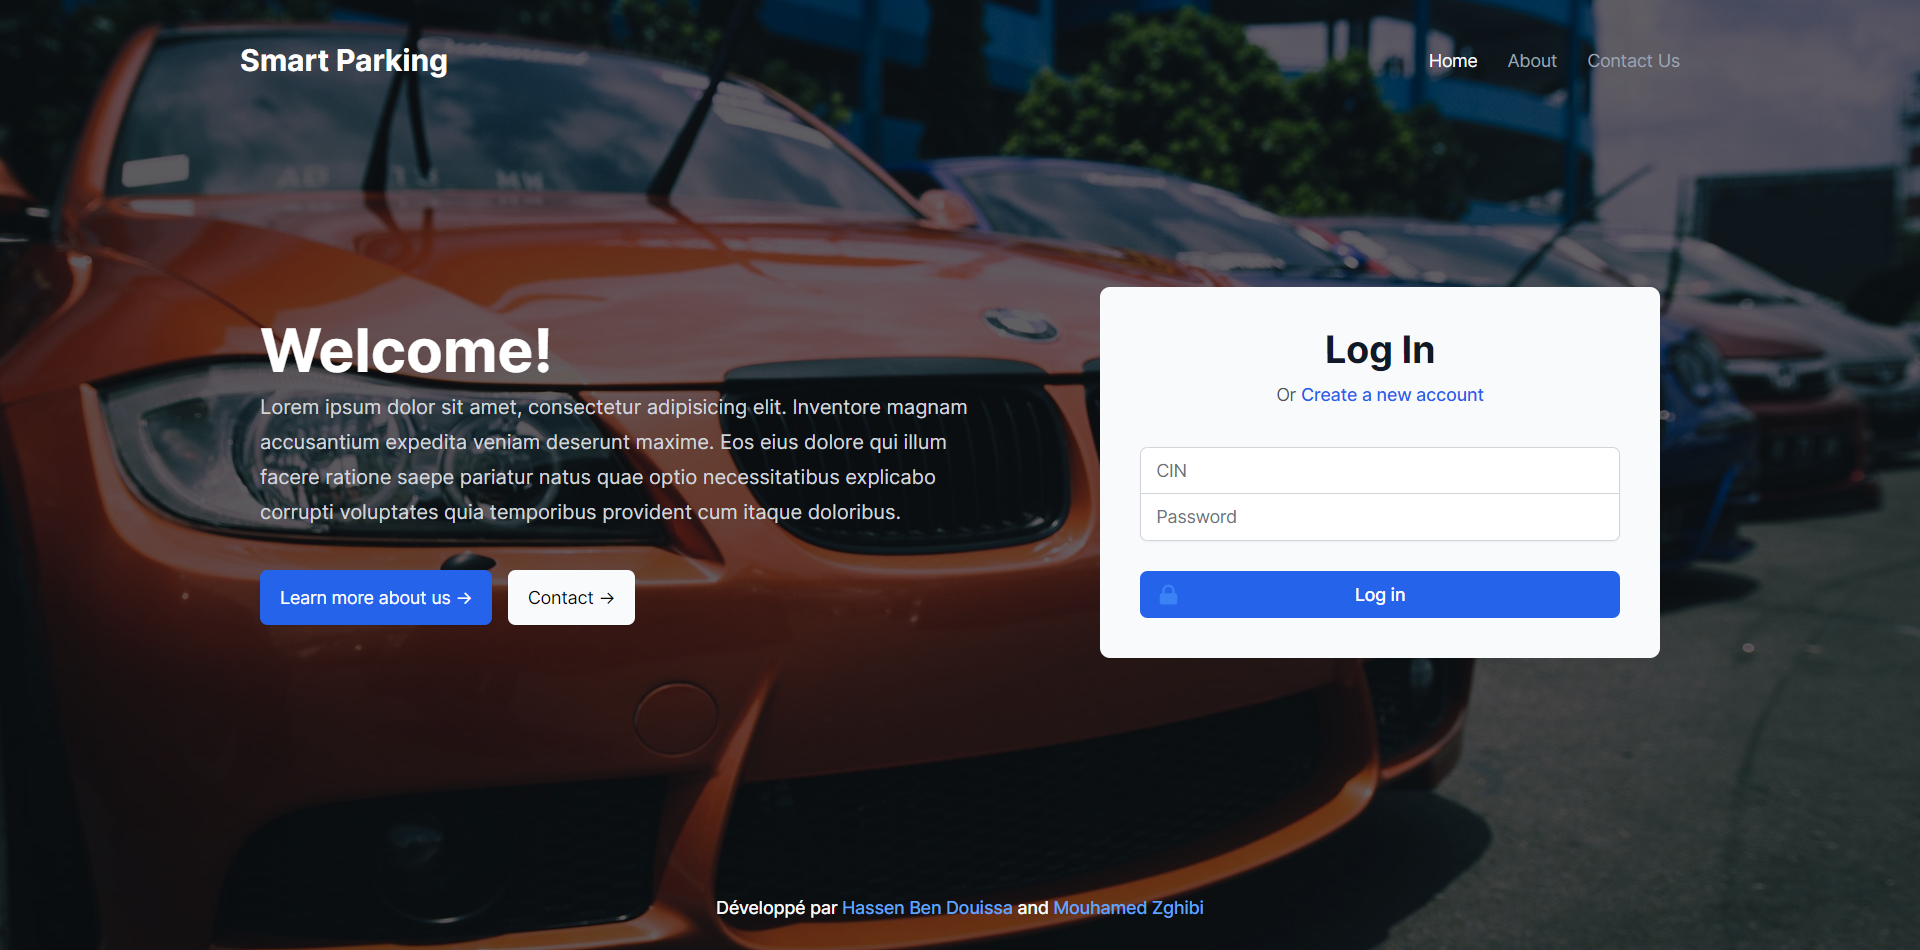 Smart Parking
Home About Contact Us
Welcome!
Lorem ipsum dolor sit amet, consectetur adipisicing elit. Inventore magnam
accusantium expedita veniam deserunt maxime. Eos eius dolore qui illum
facere ratione saepe pariatur natus quae optio necessitatibus explicabo
corrupti voluptates quia temporibus provident cum itaque doloribus.
Learn more about us →
Contact →
Log In
Or Create a new account
CIN
Password
Log in
Développé par Hassen Ben Douissa and Mouhamed Zghibi